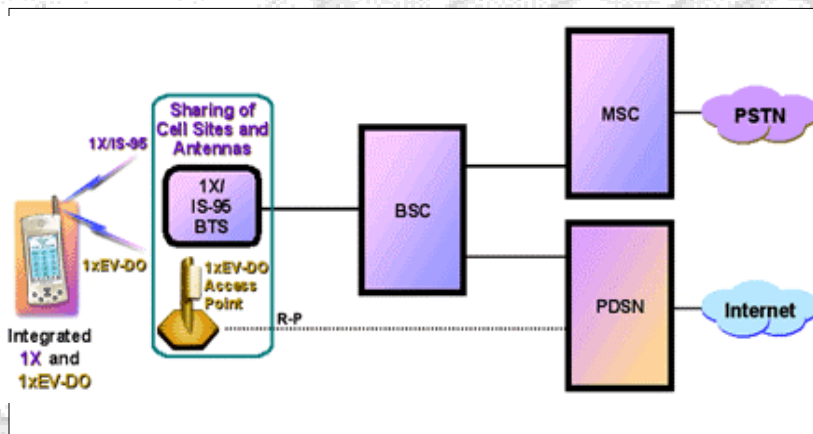 Sharing of
Cell Sites and
Antennas
1X/IS-95
1X/
IS-95
BTS
1xEV-DO
1xEV-DO
Access
Point
R-P
Integrated
1X and
1xEV-DO
BSC
MSC
PSTN
PDSN
Internet